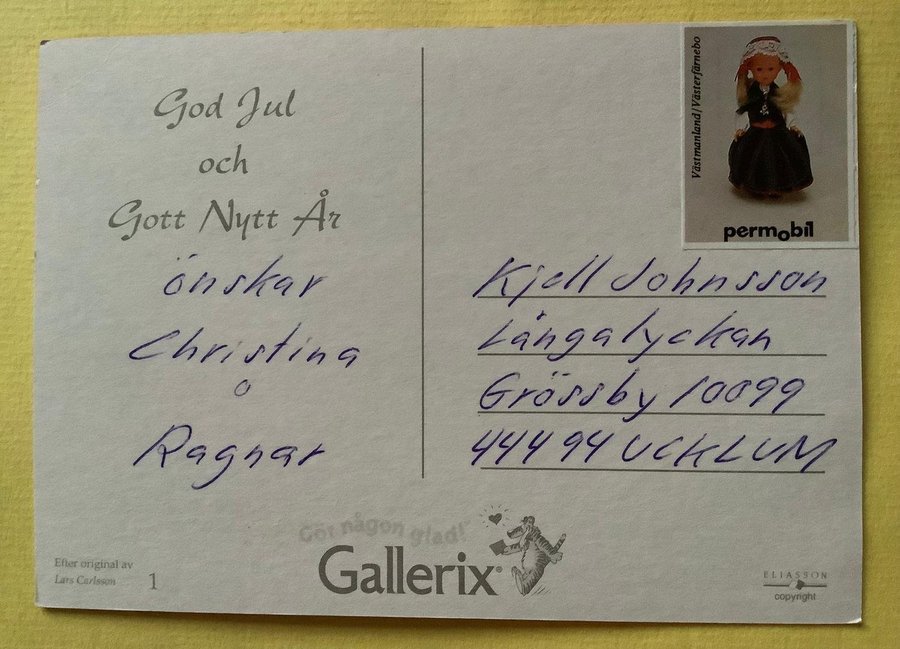 God Jul
och
Gott Nytt År
önskar
Christina
o
Ragnar
Västmanland/Västerfärnebo
permobil
Kjell Johnsson
Långalyckan
Grössby 10099
444 94 UCKLUM
Gör någon glad!
Gallerix®
Efter original av
Lars Carlsson
1
ELIASSON
copyright